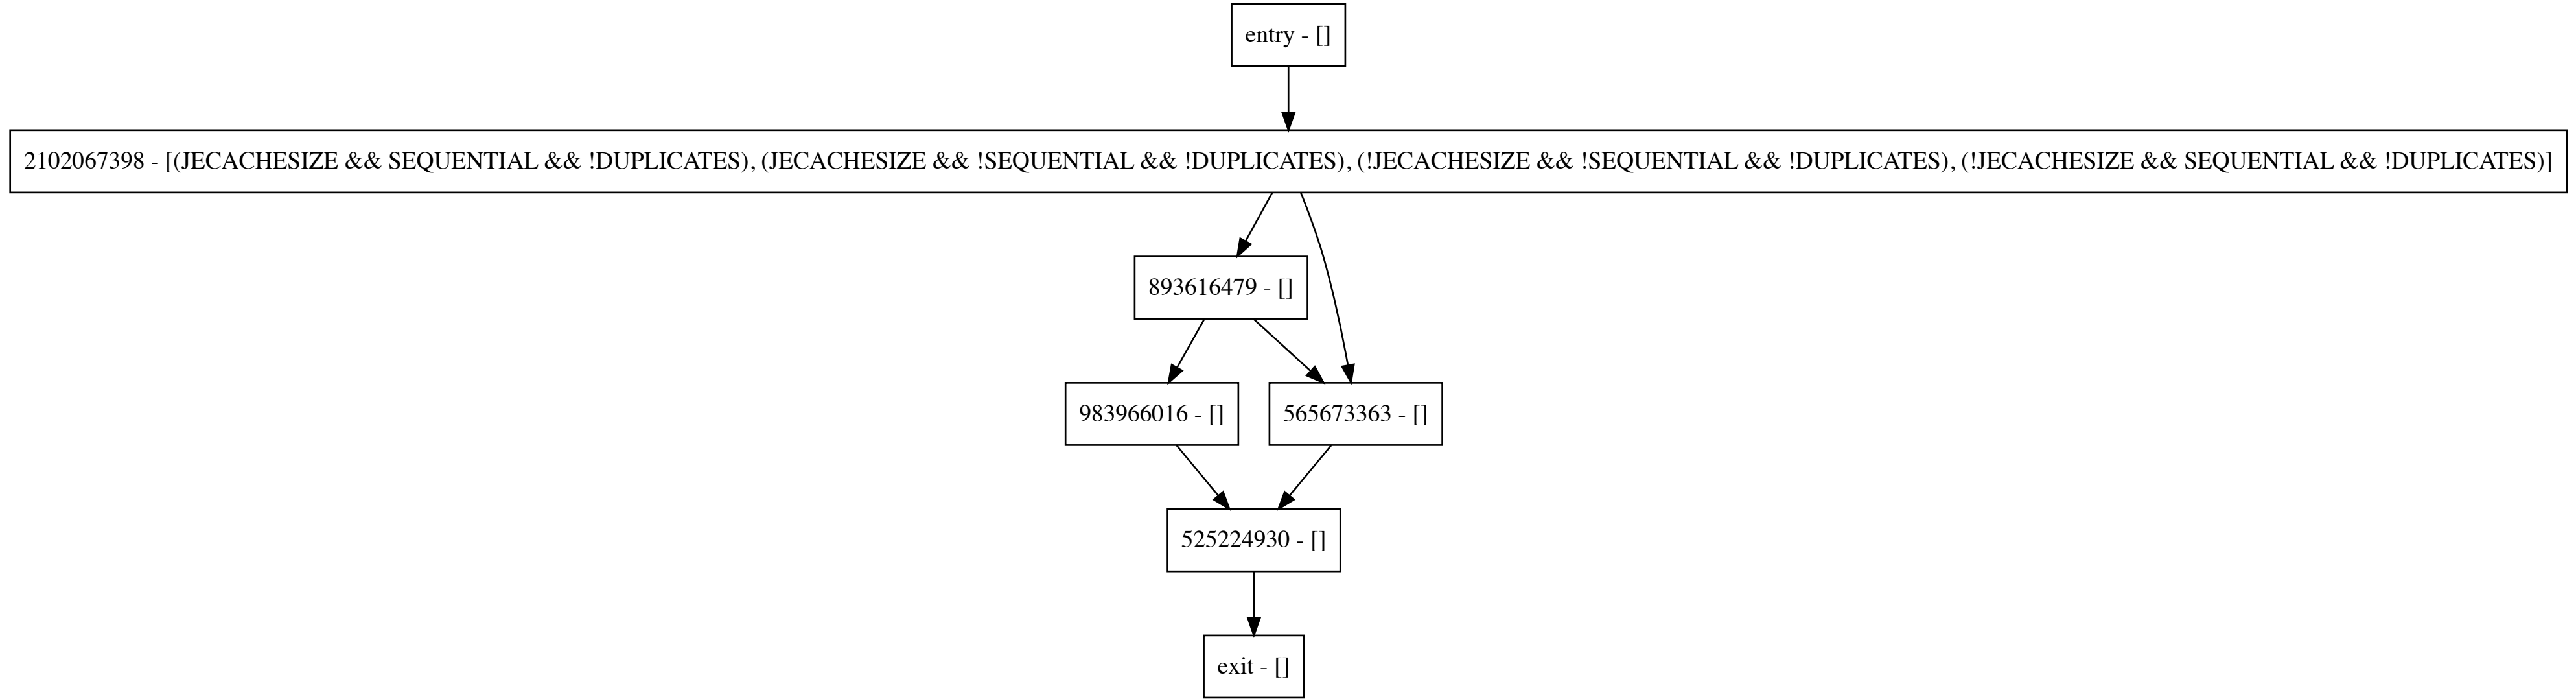 entry - []
2102067398 - [(JECACHESIZE && SEQUENTIAL && !DUPLICATES), (JECACHESIZE && !SEQUENTIAL && !DUPLICATES), (!JECACHESIZE && !SEQUENTIAL && !DUPLICATES), (!JECACHESIZE && SEQUENTIAL && !DUPLICATES)]
893616479 - []
983966016 - []
565673363 - []
525224930 - []
exit - []